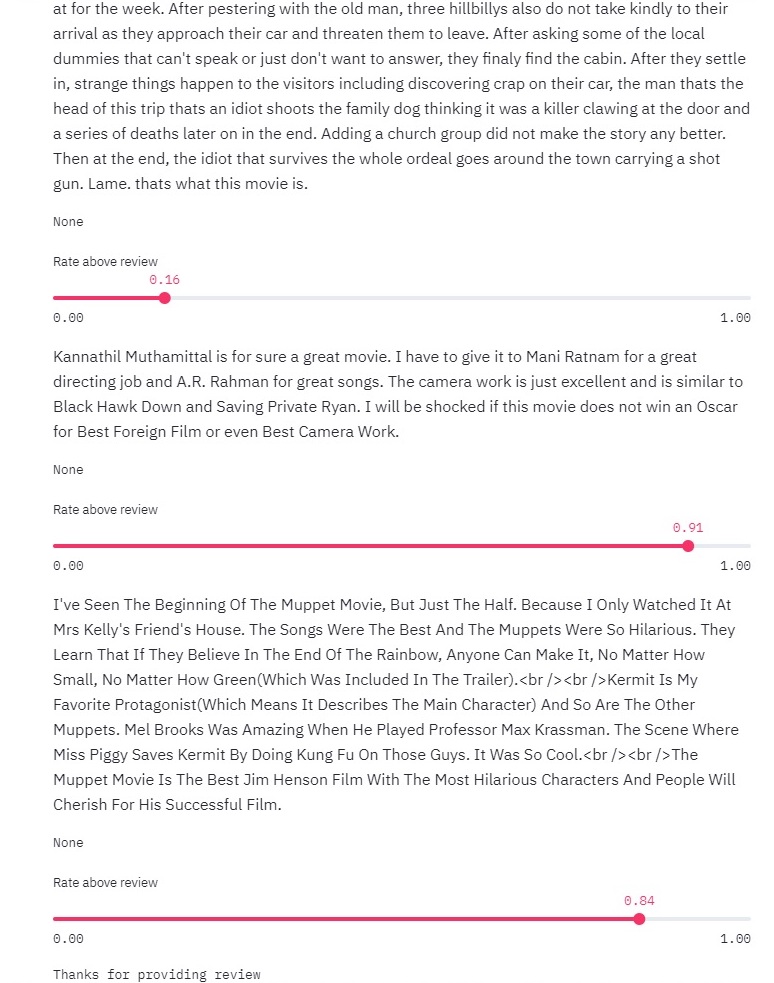 at for the week. After pestering with the old man, three hillbillys also do not take kindly to their
arrival as they approach their car and threaten them to leave. After asking some of the local
dummies that can't speak or just don't want to answer, they finaly find the cabin. After they settle
in, strange things happen to the visitors including discovering crap on their car, the man thats the
head of this trip thats an idiot shoots the family dog thinking it was a killer clawing at the door and
a series of deaths later on in the end. Adding a church group did not make the story any better.
Then at the end, the idiot that survives the whole ordeal goes around the town carrying a shot
gun. Lame. thats what this movie is.
None
Rate above review
0.16
0.00 1.00
Kannathil Muthamittal is for sure a great movie. I have to give it to Mani Ratnam for a great
directing job and A.R. Rahman for great songs. The camera work is just excellent and is similar to
Black Hawk Down and Saving Private Ryan. I will be shocked if this movie does not win an Oscar
for Best Foreign Film or even Best Camera Work.
None
Rate above review
0.91
0.00 1.00
I've Seen The Beginning Of The Muppet Movie, But Just The Half. Because I Only Watched It At
Mrs Kelly's Friend's House. The Songs Were The Best And The Muppets Were So Hilarious. They
Learn That If They Believe In The End Of The Rainbow, Anyone Can Make It, No Matter How
Small, No Matter How Green(Which Was Included In The Trailer).<br /><br />Kermit Is My
Favorite Protagonist(Which Means It Describes The Main Character) And So Are The Other
Muppets. Mel Brooks Was Amazing When He Played Professor Max Krassman. The Scene Where
Miss Piggy Saves Kermit By Doing Kung Fu On Those Guys. It Was So Cool.<br /><br />The
Muppet Movie Is The Best Jim Henson Film With The Most Hilarious Characters And People Will
Cherish For His Successful Film.
None
Rate above review
0.84
0.00 1.00
Thanks for providing review